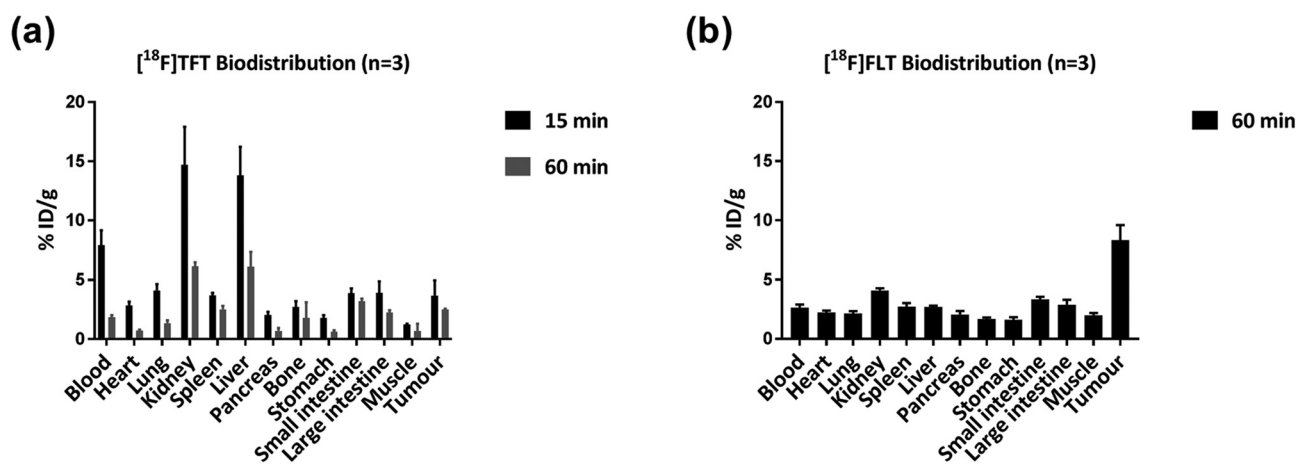 (a)
[18F]TFT Biodistribution (n=3)
20
15
10
5
0
% ID/g
Blood
Heart
Lung
Kidney
Spleen
Liver
Pancreas
Bone
Stomach
Small intestine
Large intestine
Muscle
Tumour
15 min
60 min
(b)
[18F]FLT Biodistribution (n=3)
20
15
10
5
0
% ID/g
Blood
Heart
Lung
Kidney
Spleen
Liver
Pancreas
Bone
Stomach
Small intestine
Large intestine
Muscle
Tumour
60 min